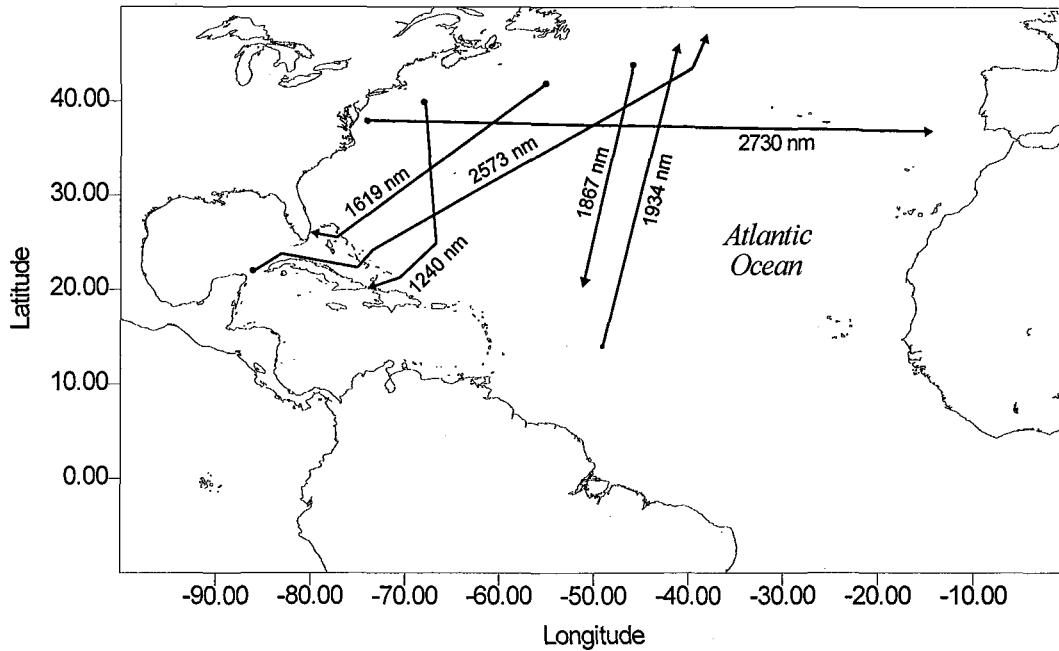 40.00
30.00
20.00
10.00
0.00
Latitude
1619 nm
2573 nm
1240 nm
1867 nm
1934 nm
2730 nm
Atlantic
Ocean
-90.00
-80.00
-70.00
-60.00
-50.00
-40.00
-30.00
-20.00
-10.00
Longitude